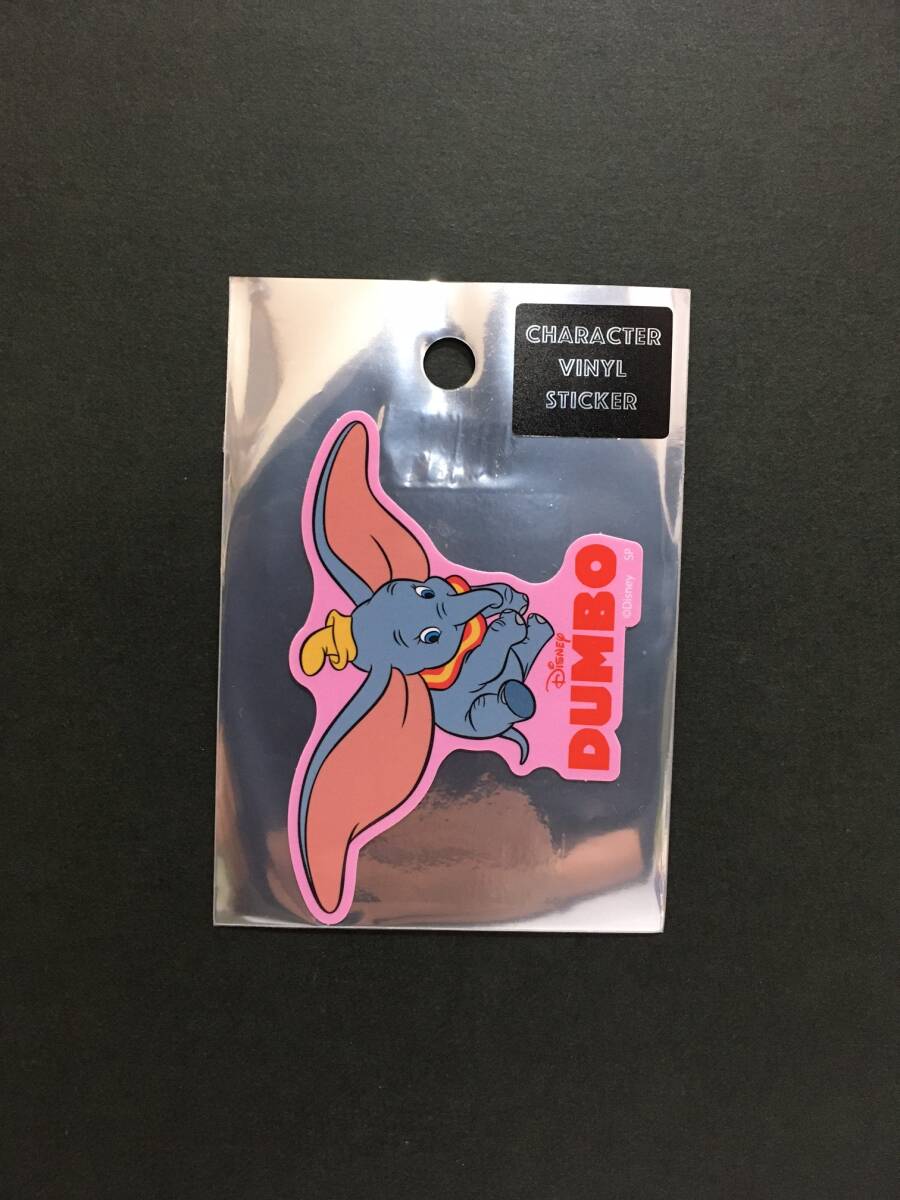 CHARACTER
VINYL
STICKER
Disney
DUMBO
©Disney SP